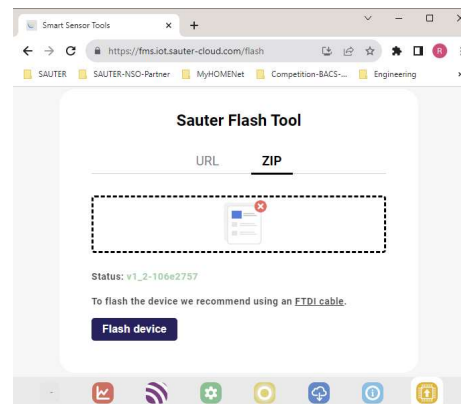 Smart Sensor Tools
https://fms.iot.sauter-cloud.com/flash
R
SAUTER
SAUTER-NSO-Partner
MyHOMENet
Competition-BACS-...
Engineering
Sauter Flash Tool
URL
ZIP
Status: v1_2-106e2757
To flash the device we recommend using an FTDI cable.
Flash device